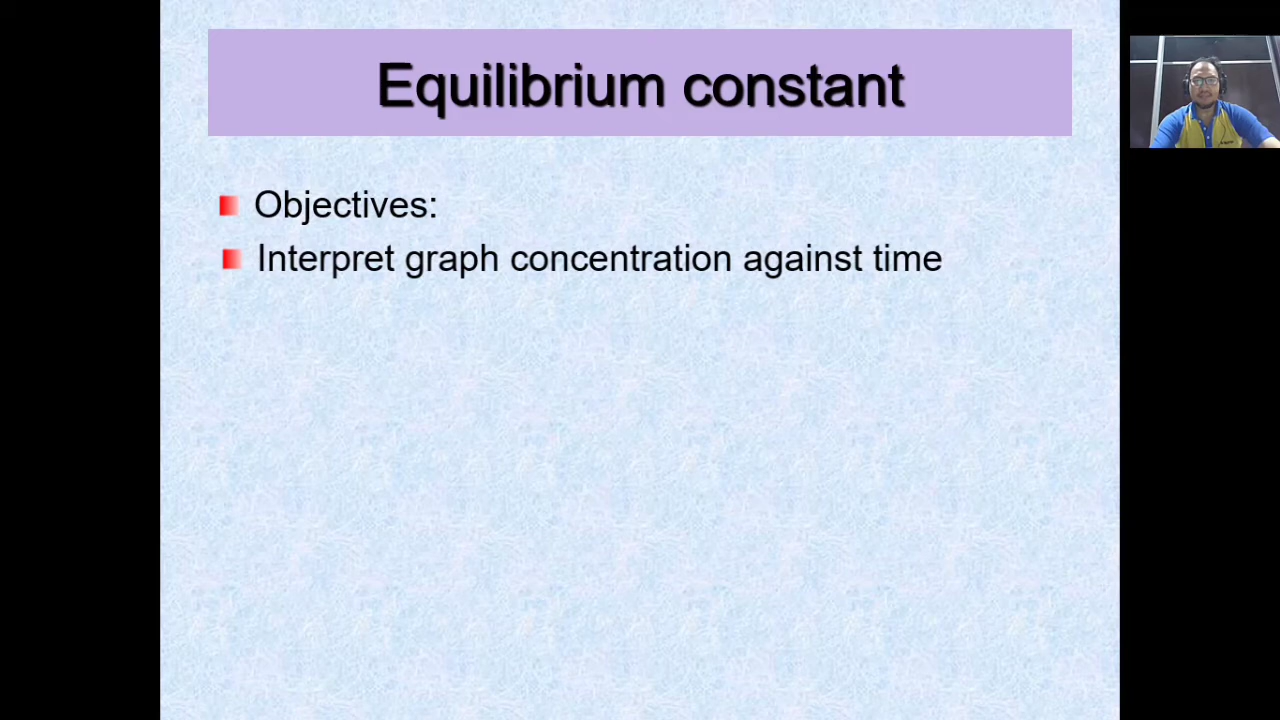 Equilibrium constant
Objectives:
Interpret graph concentration against time